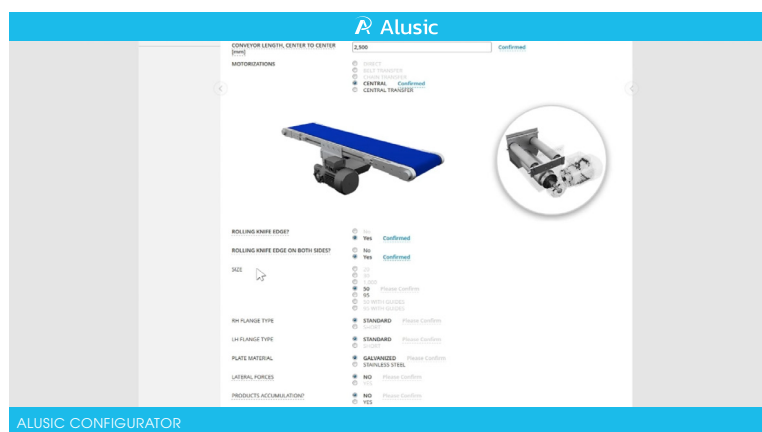 Alusic
CONVEYOR LENGTH, CENTER TO CENTER
[mm]
2,500
Confirmed
MOTORIZATIONS
DIRECT
BELT TRANSFER
CHAIN TRANSFER
CENTRAL Confirmed
CENTRAL TRANSFER
ROLLING KNIFE EDGE?
No
Yes Confirmed
ROLLING KNIFE EDGE ON BOTH SIDES?
No
Yes Confirmed
SIZE
50 Please Confirm
95
50 WITH GUIDES
95 WITH GUIDES
RH FLANGE TYPE
STANDARD Please Confirm
SHORT
LH FLANGE TYPE
STANDARD Please Confirm
SHORT
PLATE MATERIAL
GALVANIZED Please Confirm
STAINLESS STEEL
LATERAL FORCES
NO Please Confirm
YES
PRODUCTS ACCUMULATION?
NO Please Confirm
YES
ALUSIC CONFIGURATOR